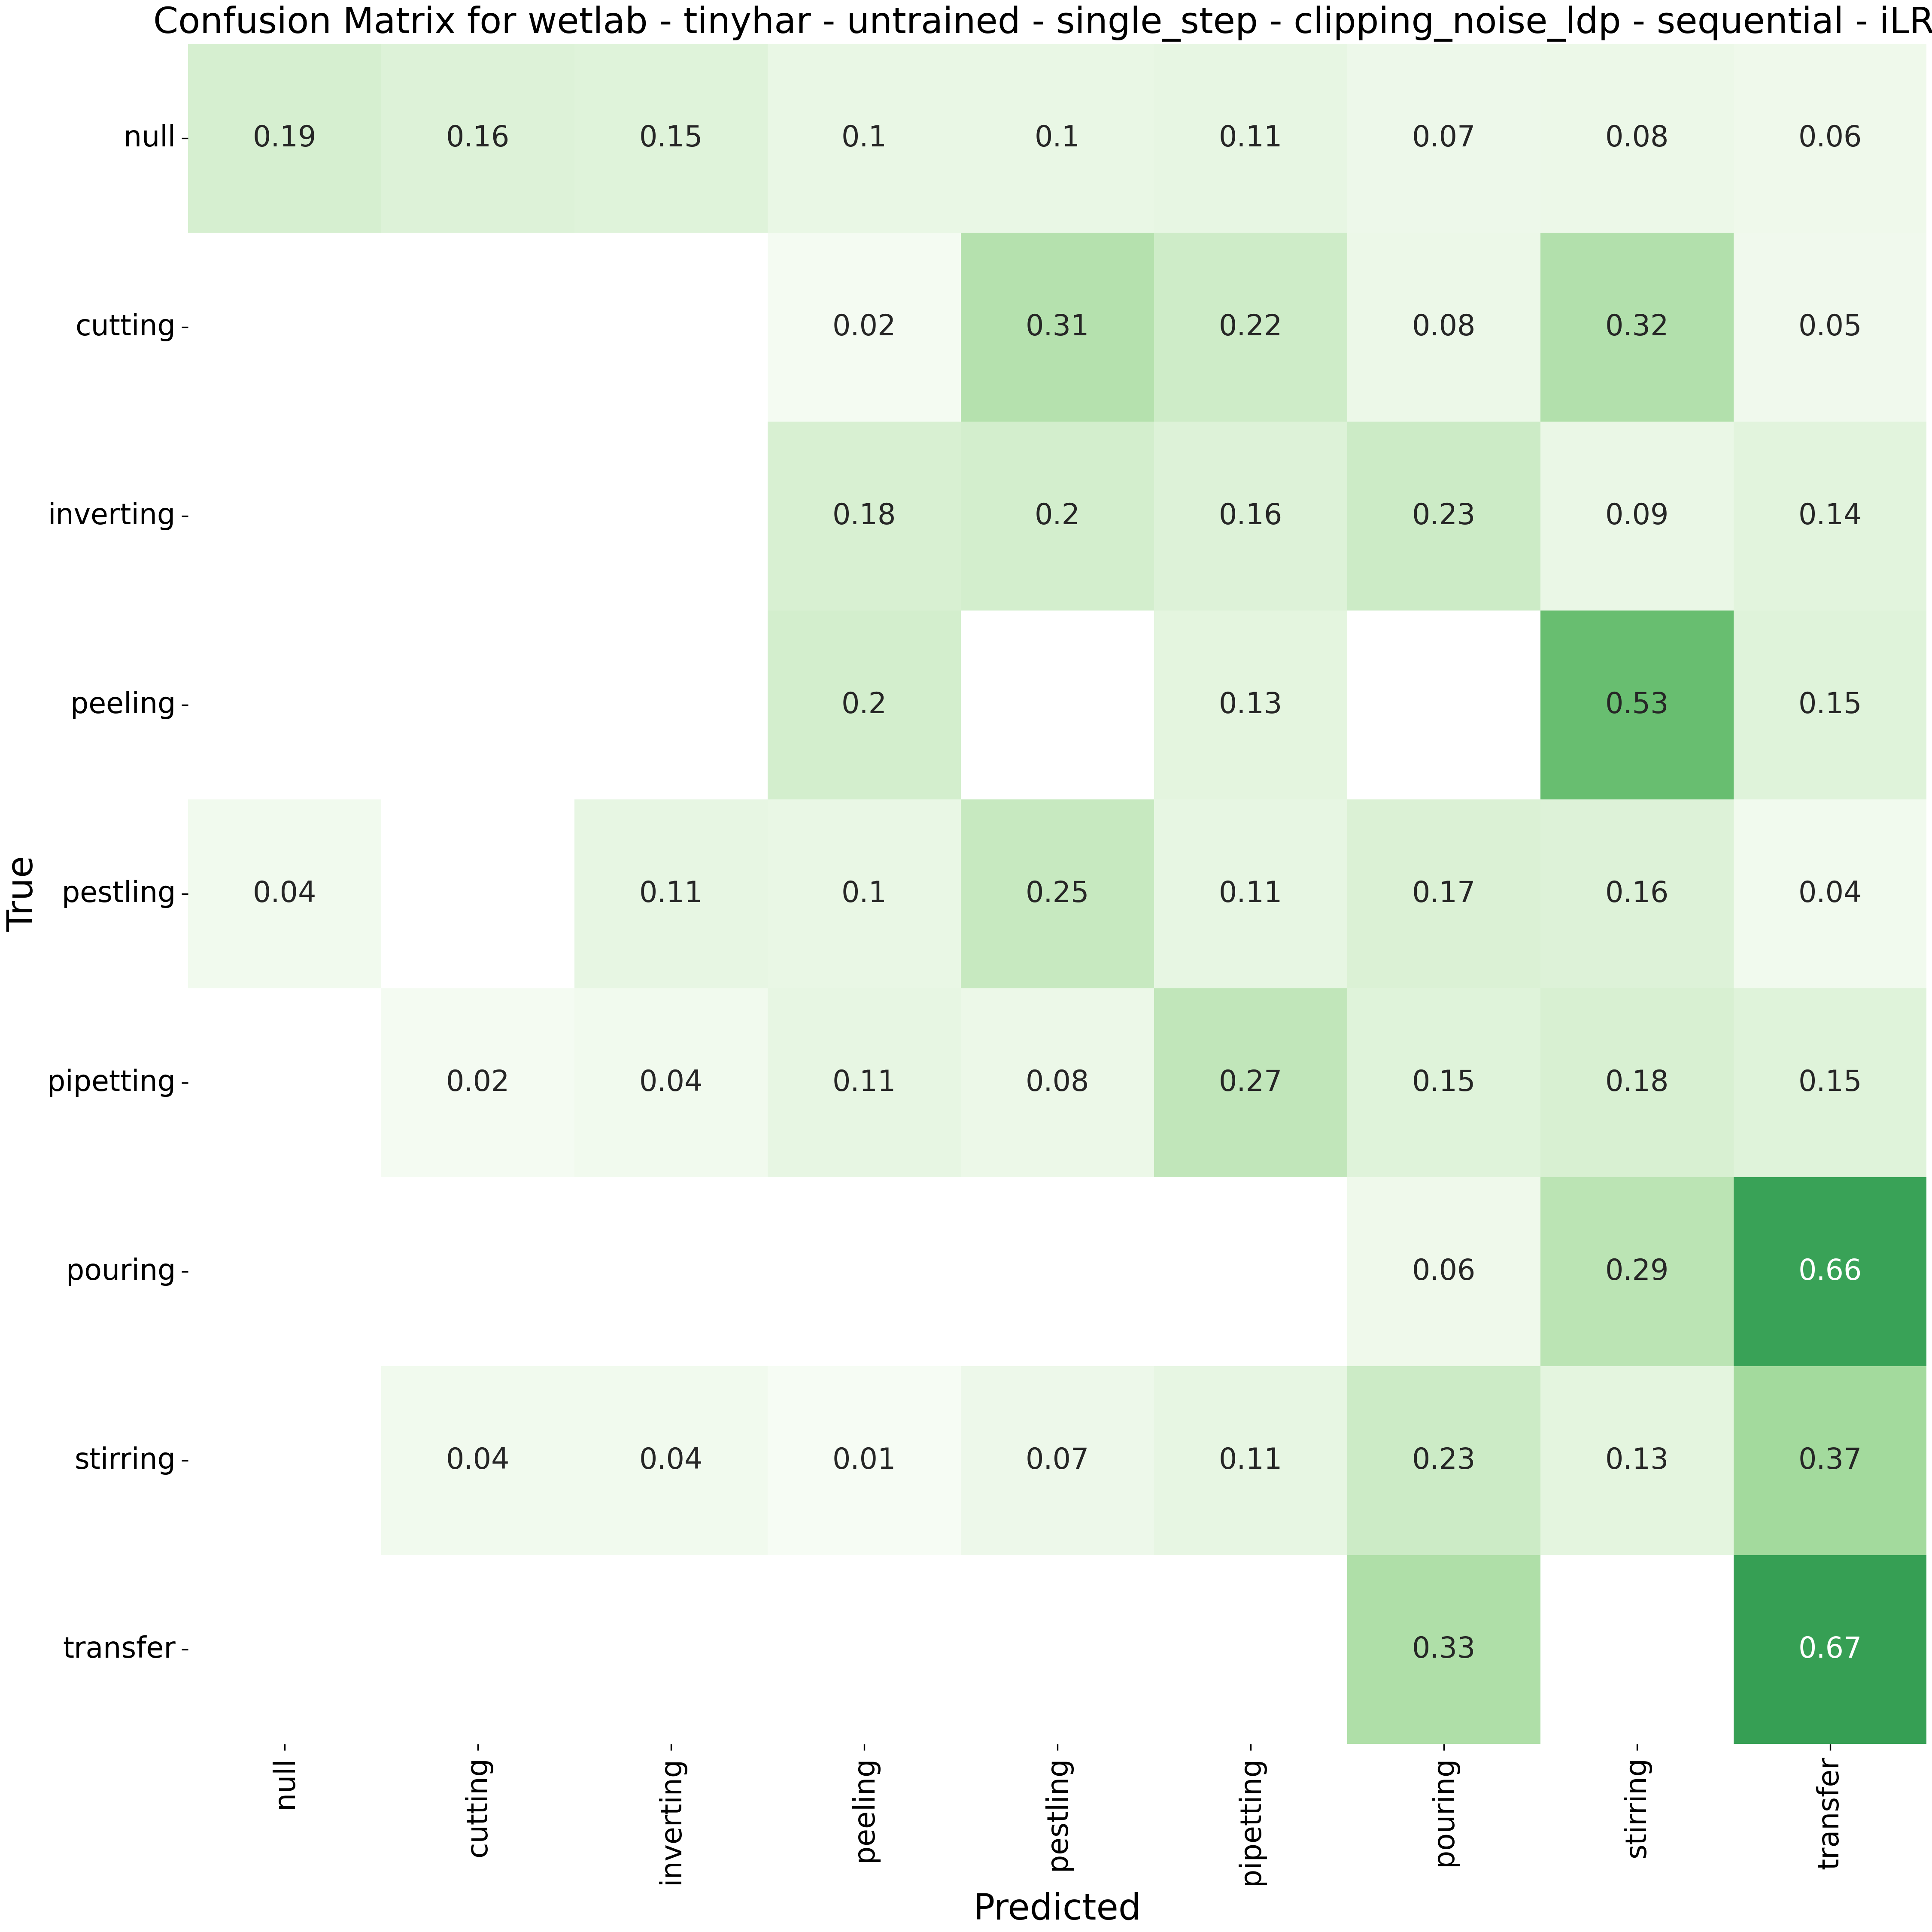 Confusion Matrix for wetlab - tinyhar - untrained - single_step - clipping_noise_ldp - sequential - iLR
null 0.19 0.16 0.15 0.1 0.1 0.11 0.07 0.08 0.06
cutting 0.02 0.31 0.22 0.08 0.32 0.05
inverting 0.18 0.2 0.16 0.23 0.09 0.14
peeling 0.2 0.13 0.53 0.15
pestling 0.04 0.11 0.1 0.25 0.11 0.17 0.16 0.04
pipetting 0.02 0.04 0.11 0.08 0.27 0.15 0.18 0.15
pouring 0.06 0.29 0.66
stirring 0.04 0.04 0.01 0.07 0.11 0.23 0.13 0.37
transfer 0.33 0.67
True
null cutting inverting peeling pestling pipetting pouring stirring transfer
Predicted